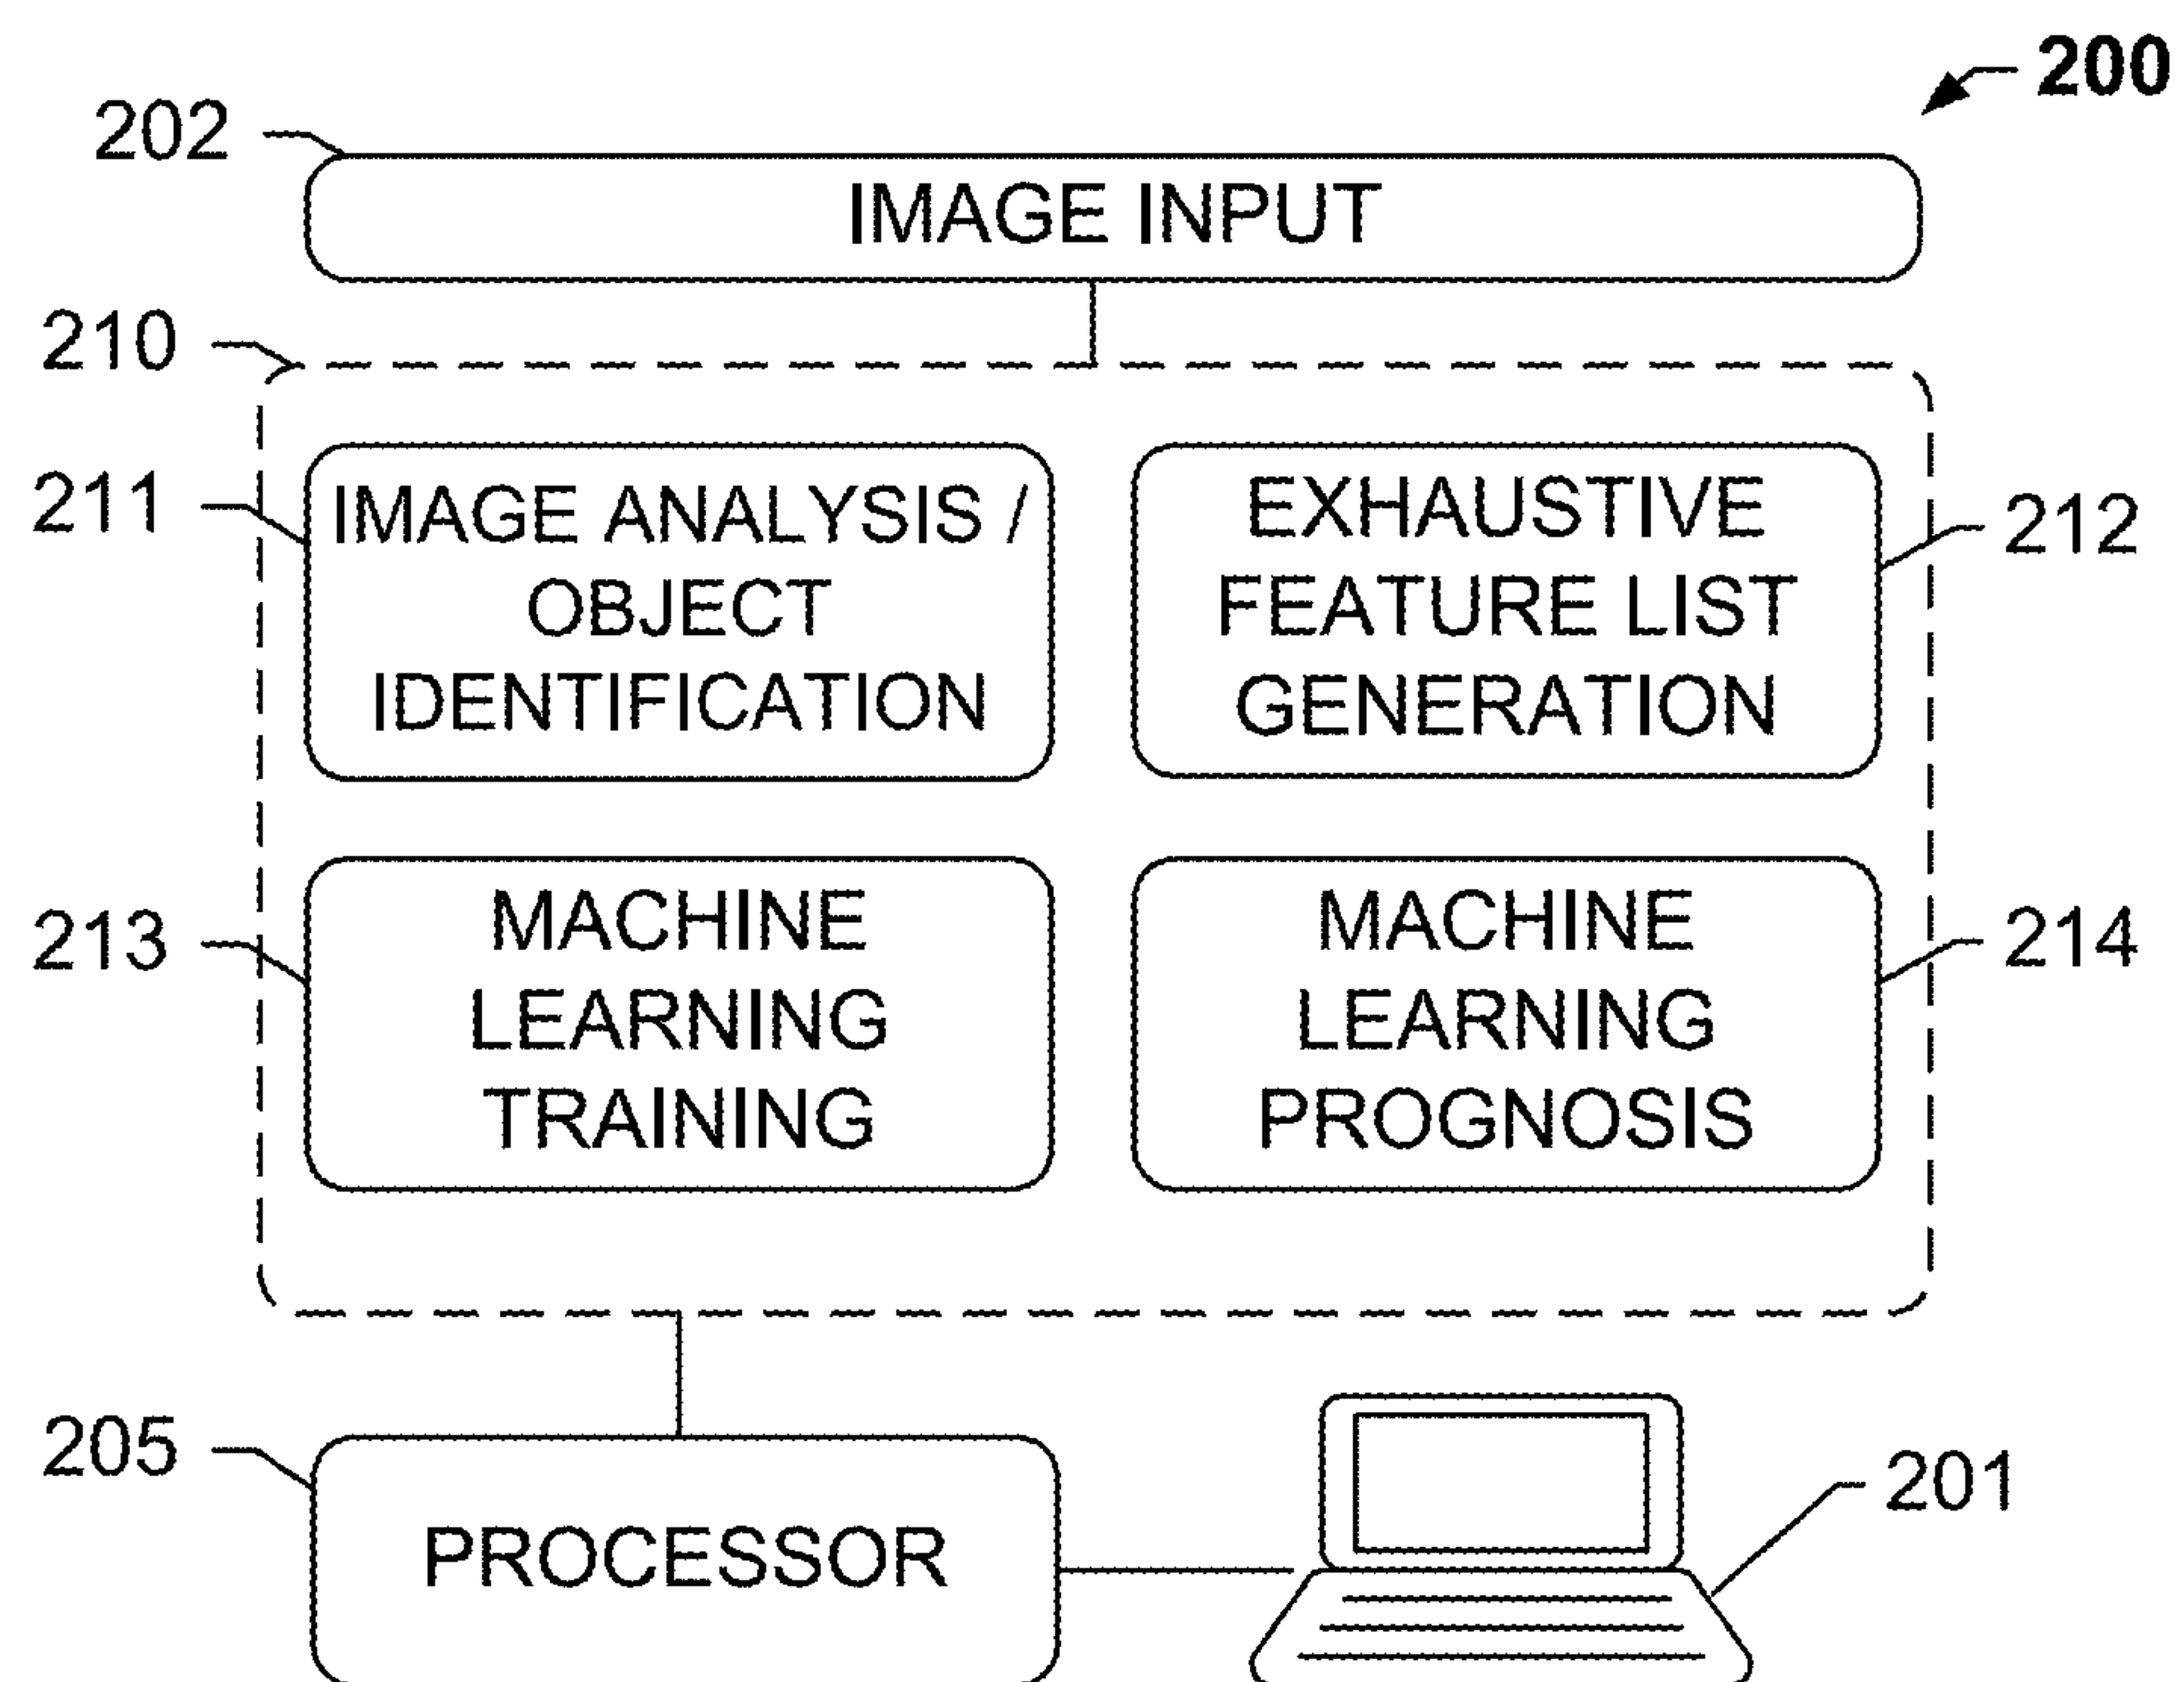 200
202
IMAGE INPUT
210
211
IMAGE ANALYSIS /
OBJECT
IDENTIFICATION
EXHAUSTIVE
FEATURE LIST
GENERATION
212
213
MACHINE
LEARNING
TRAINING
MACHINE
LEARNING
PROGNOSIS
214
205
PROCESSOR
201